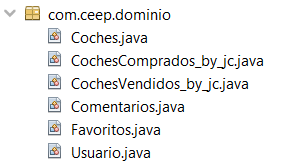 com.ceep.dominio
Coches.java
CochesComprados_by_jc.java
CochesVendidos_by_jc.java
Comentarios.java
Favoritos.java
Usuario.java